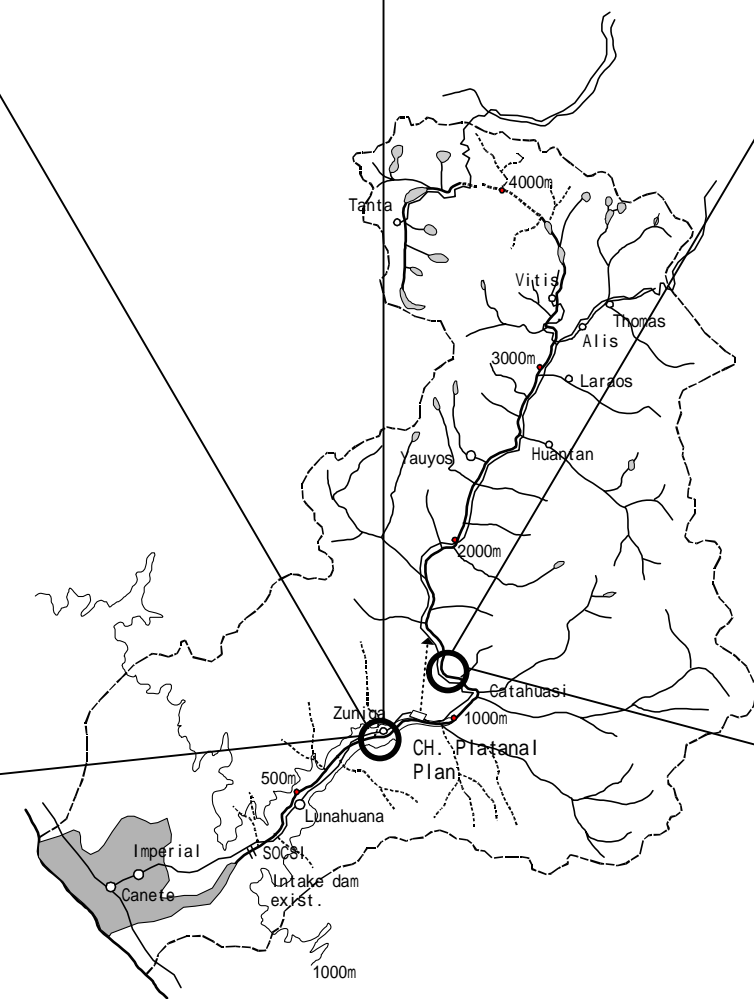 4000m
Tanta
Vitis
Thomas
Alis
3000m
Laraos
Yauyos
Huantan
2000m
Catahuasi
Zuniga
1000m
CH. Platanal
Plan
500m
Lunahuana
Imperial
SOCSI
Canete
Intake dam
exist.
1000m